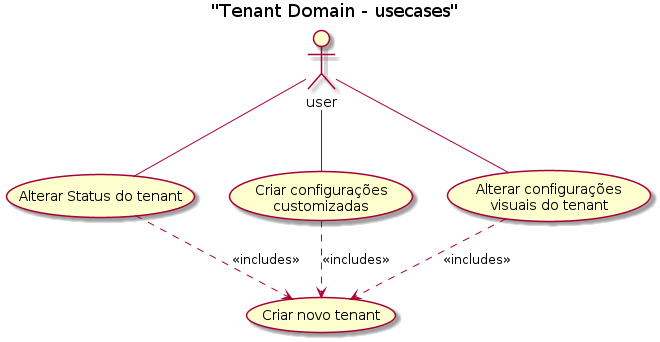 "Tenant Domain - usecases"
user
Alterar Status do tenant
Criar configurações
customizadas
Alterar configurações
visuais do tenant
«includes»
«includes»
«includes»
Criar novo tenant